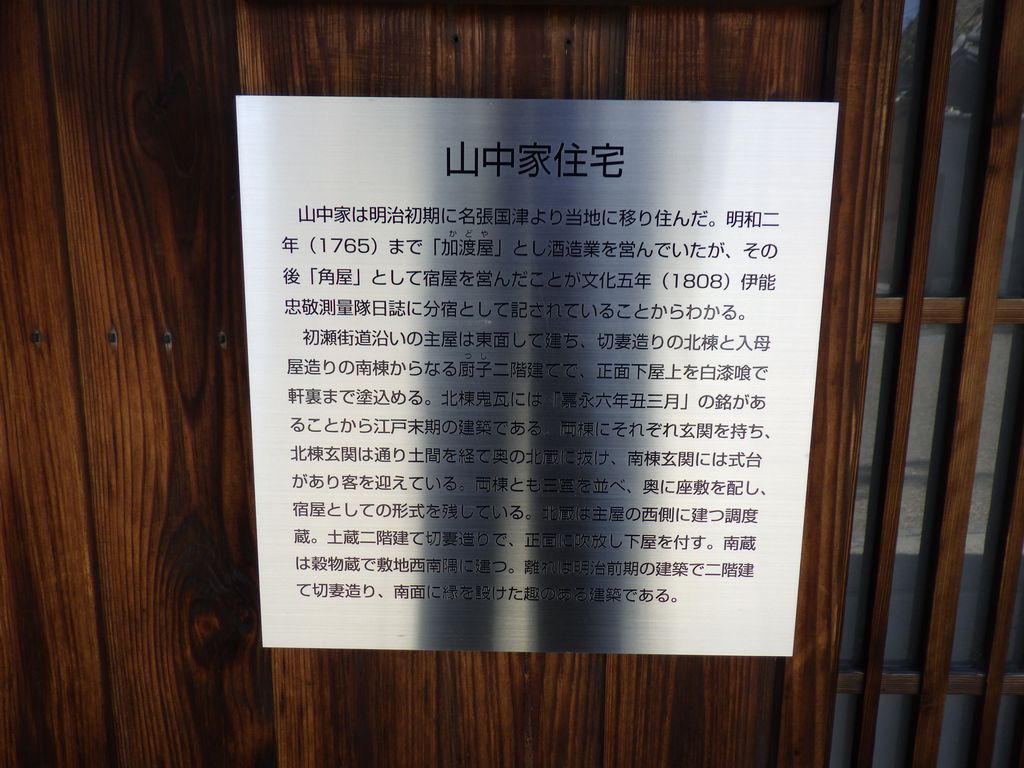 山中家住宅
山中家は明治初期に名張国津より当地に移り住んだ。明和二
かどや
年（1765）まで「加渡屋」とし酒造業を営んでいたが、その
後「角屋」として宿屋を営んだことが文化五年（1808）伊能
忠敬測量隊日誌に分宿として記されていることからわかる。
初瀬街道沿いの主屋は東面して建ち、切妻造りの北棟と入母
つし
屋造りの南棟からなる厨子二階建てで、正面下屋上を白漆喰で
軒裏まで塗込める。北棟鬼瓦には「嘉永六年丑三月」の銘があ
ることから江戸末期の建築である。両棟にそれぞれ玄関を持ち、
北棟玄関は通り土間を経て奥の北蔵に抜け、南棟玄関には式台
があり客を迎えている。両棟とも三室を並べ、奥に座敷を配し、
宿屋としての形式を残している。北蔵は主屋の西側に建つ調度
蔵。土蔵二階建て切妻造りで、正面に吹放し下屋を付す。南蔵
は穀物蔵で敷地西南隅に建つ。離れは明治前期の建築で二階建
て切妻造り、南面に縁を設けた趣のある建築である。